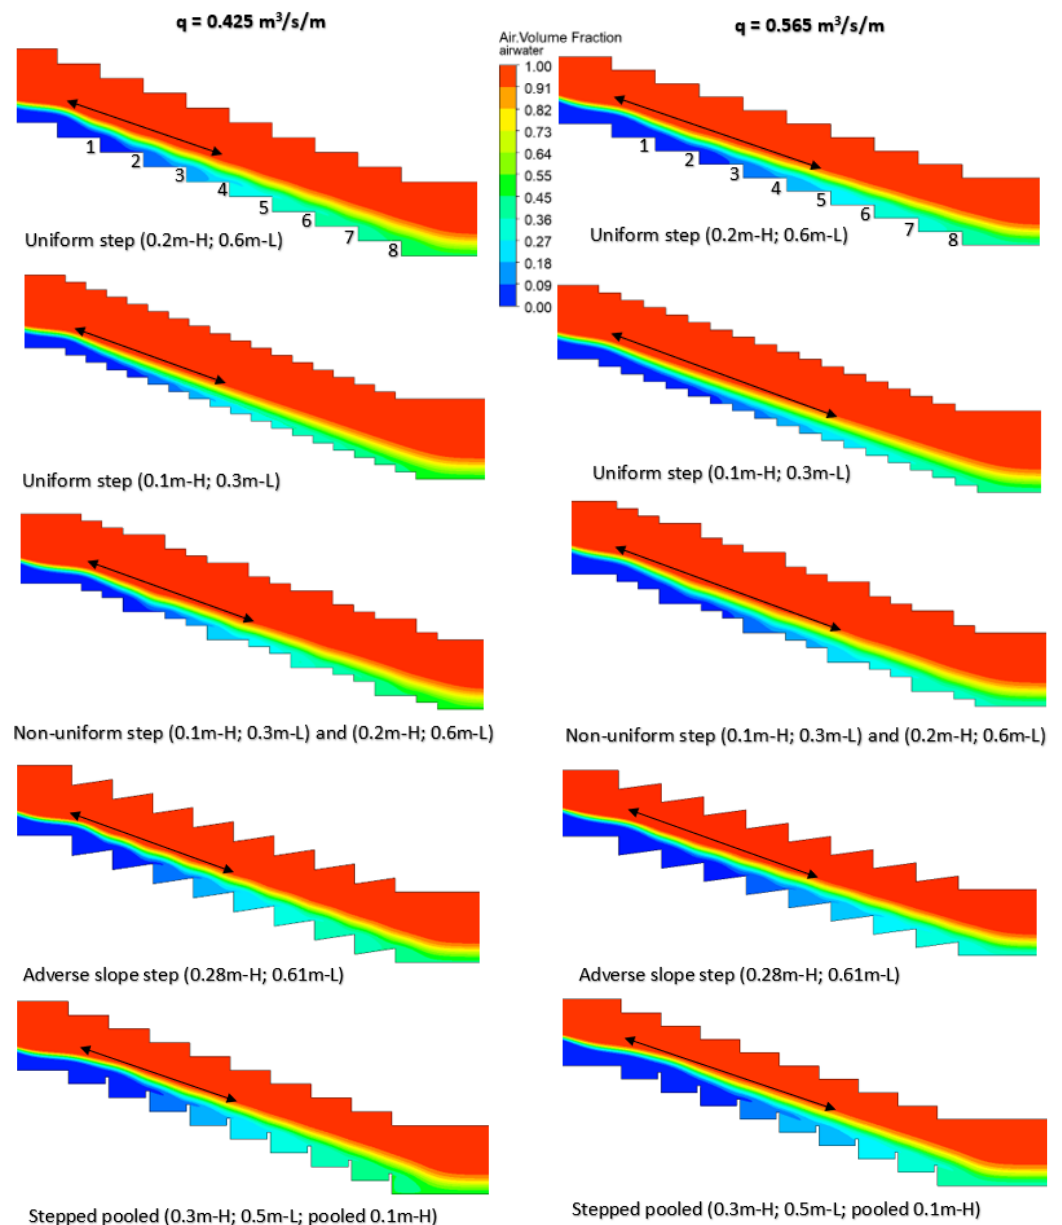 q = 0.425 m³/s/m
q = 0.565 m³/s/m
Air.Volume Fraction
airwater
1.00
0.91
0.82
0.73
0.64
0.55
0.45
0.36
0.27
0.18
0.09
0.00
1
2
3
4
5
6
7
8
Uniform step (0.2m-H; 0.6m-L)
1
2
3
4
5
6
7
8
Uniform step (0.2m-H; 0.6m-L)
Uniform step (0.1m-H; 0.3m-L)
Uniform step (0.1m-H; 0.3m-L)
Non-uniform step (0.1m-H; 0.3m-L) and (0.2m-H; 0.6m-L)
Non-uniform step (0.1m-H; 0.3m-L) and (0.2m-H; 0.6m-L)
Adverse slope step (0.28m-H; 0.61m-L)
Adverse slope step (0.28m-H; 0.61m-L)
Stepped pooled (0.3m-H; 0.5m-L; pooled 0.1m-H)
Stepped pooled (0.3m-H; 0.5m-L; pooled 0.1m-H)